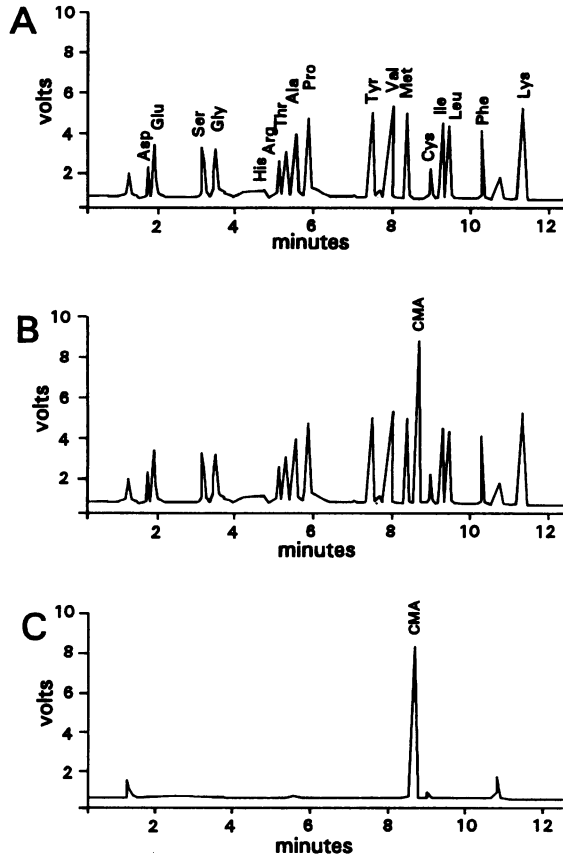 A
10
8
6
4
2
volts
Asp
Glu
Ser
Gly
His
Arg
Thr
Ala
Pro
Tyr
Val
Met
Cys
Ile
Leu
Phe
Lys
2 4 6 8 10 12
minutes
B
10
8
6
4
2
volts
CMA
2 4 6 8 10 12
minutes
C
10
8
6
4
2
volts
CMA
2 4 6 8 10 12
minutes